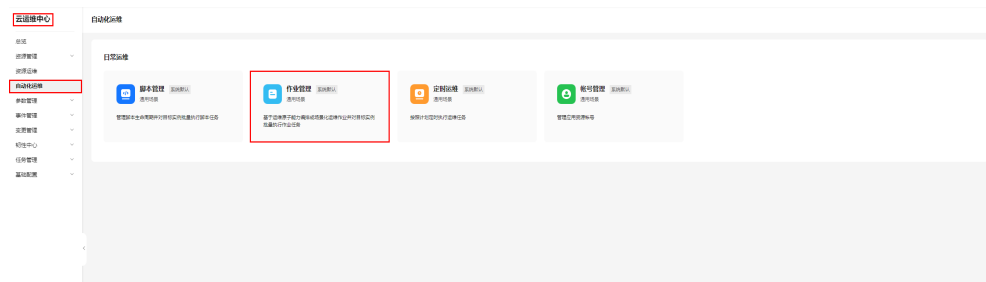 云运维中心
自动化运维
总览
资源管理
资源运维
自动化运维
参数管理
事件管理
变更管理
韧性中心
任务管理
基础配置
日常运维
脚本管理 系统默认
通用场景
管理脚本生命周期并对目标实例批量执行脚本任务
作业管理 系统默认
通用场景
基于运维原子能力编排成场景化运维作业并对目标实例
批量执行作业任务
定时运维 系统默认
通用场景
按照计划定时执行运维任务
帐号管理 系统默认
通用场景
管理应用资源帐号